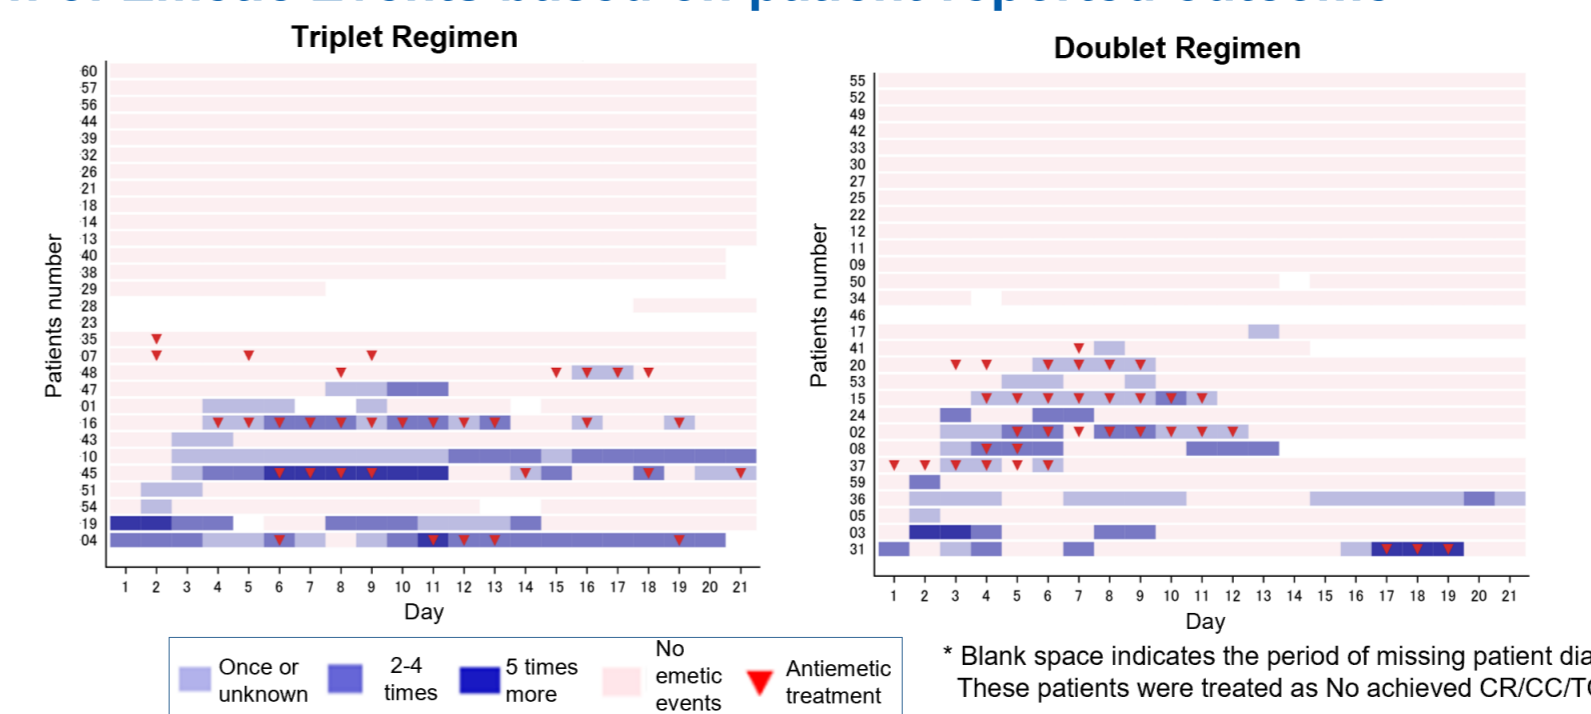 Triplet Regimen
Doublet Regimen
Patients number
60
57
56
44
39
32
26
21
18
14
13
40
38
29
28
23
35
07
48
47
01
16
43
10
45
51
54
19
04
1 2 3 4 5 6 7 8 9 10 11 12 13 14 15 16 17 18 19 20 21
Day
Patients number
55
52
49
42
33
30
27
25
22
12
11
09
50
34
46
17
41
20
53
15
24
02
08
37
59
36
05
03
31
1 2 3 4 5 6 7 8 9 10 11 12 13 14 15 16 17 18 19 20 21
Day
Once or
unknown
2-4
times
5 times
more
No
emetic
events
Antiemetic
treatment
* Blank space indicates the period of missing patient dia
These patients were treated as No achieved CR/CC/TC